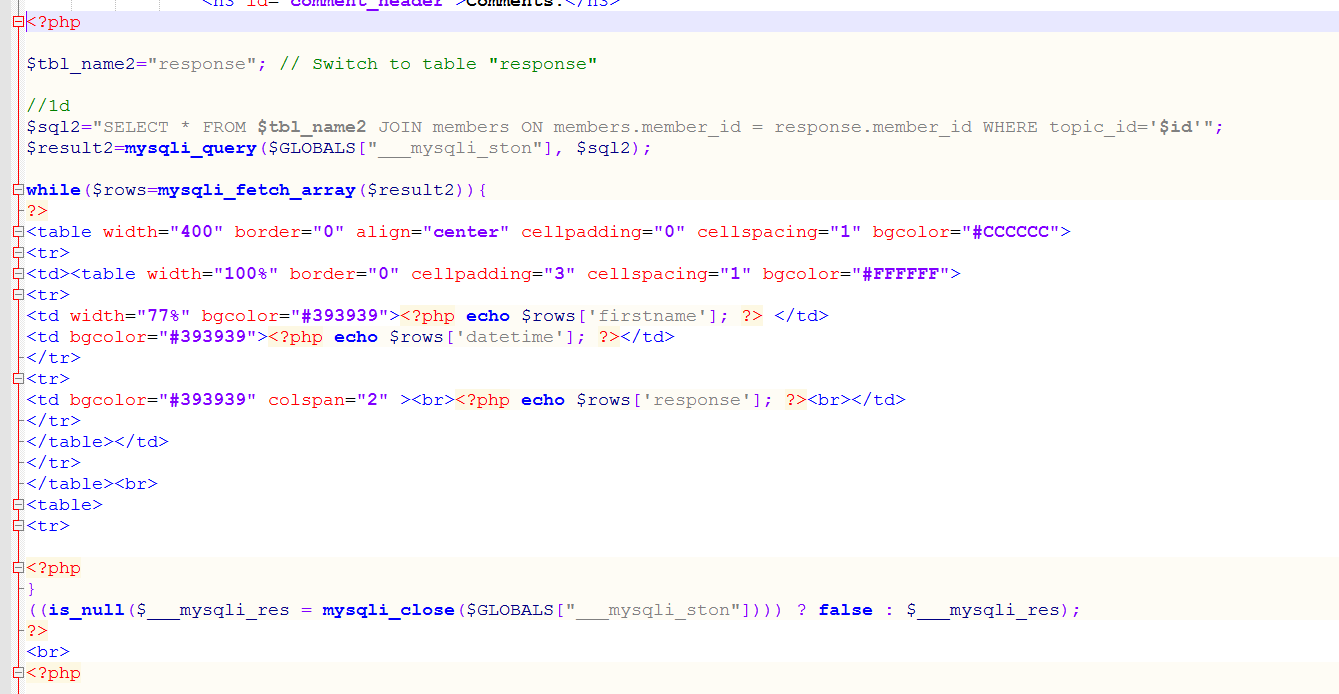 <h3 id="comment_header">Comments:</h3>
<?php
$tbl_name2="response"; // Switch to table "response"
//1d
$sql2="SELECT * FROM $tbl_name2 JOIN members ON members.member_id = response.member_id WHERE topic_id='$id'";
$result2=mysqli_query($GLOBALS["___mysqli_ston"], $sql2);
while($rows=mysqli_fetch_array($result2)){
?>
<table width="400" border="0" align="center" cellpadding="0" cellspacing="1" bgcolor="#CCCCCC">
<tr>
<td><table width="100%" border="0" cellpadding="3" cellspacing="1" bgcolor="#FFFFFF">
<tr>
<td width="77%" bgcolor="#393939"><?php echo $rows['firstname']; ?> </td>
<td bgcolor="#393939"><?php echo $rows['datetime']; ?></td>
</tr>
<tr>
<td bgcolor="#393939" colspan="2" ><br><?php echo $rows['response']; ?><br></td>
</tr>
</table></td>
</tr>
</table><br>
<table>
<tr>
<?php
}
((is_null($___mysqli_res = mysqli_close($GLOBALS["___mysqli_ston"]))) ? false : $___mysqli_res);
?>
<br>
<?php